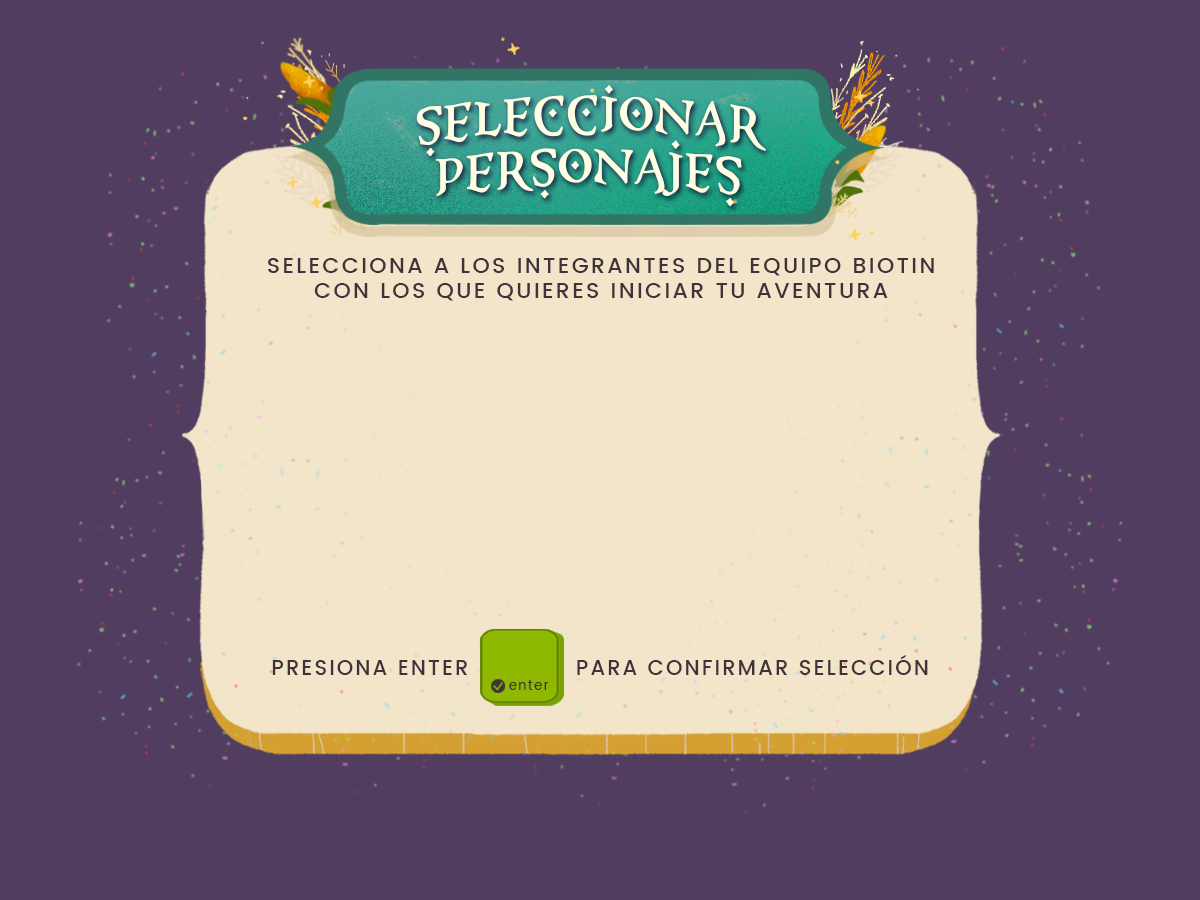 SELECCIONAR
PERSONAJES
SELECCIONA A LOS INTEGRANTES DEL EQUIPO BIOTIN
CON LOS QUE QUIERES INICIAR TU AVENTURA
PRESIONA ENTER enter PARA CONFIRMAR SELECCIÓN